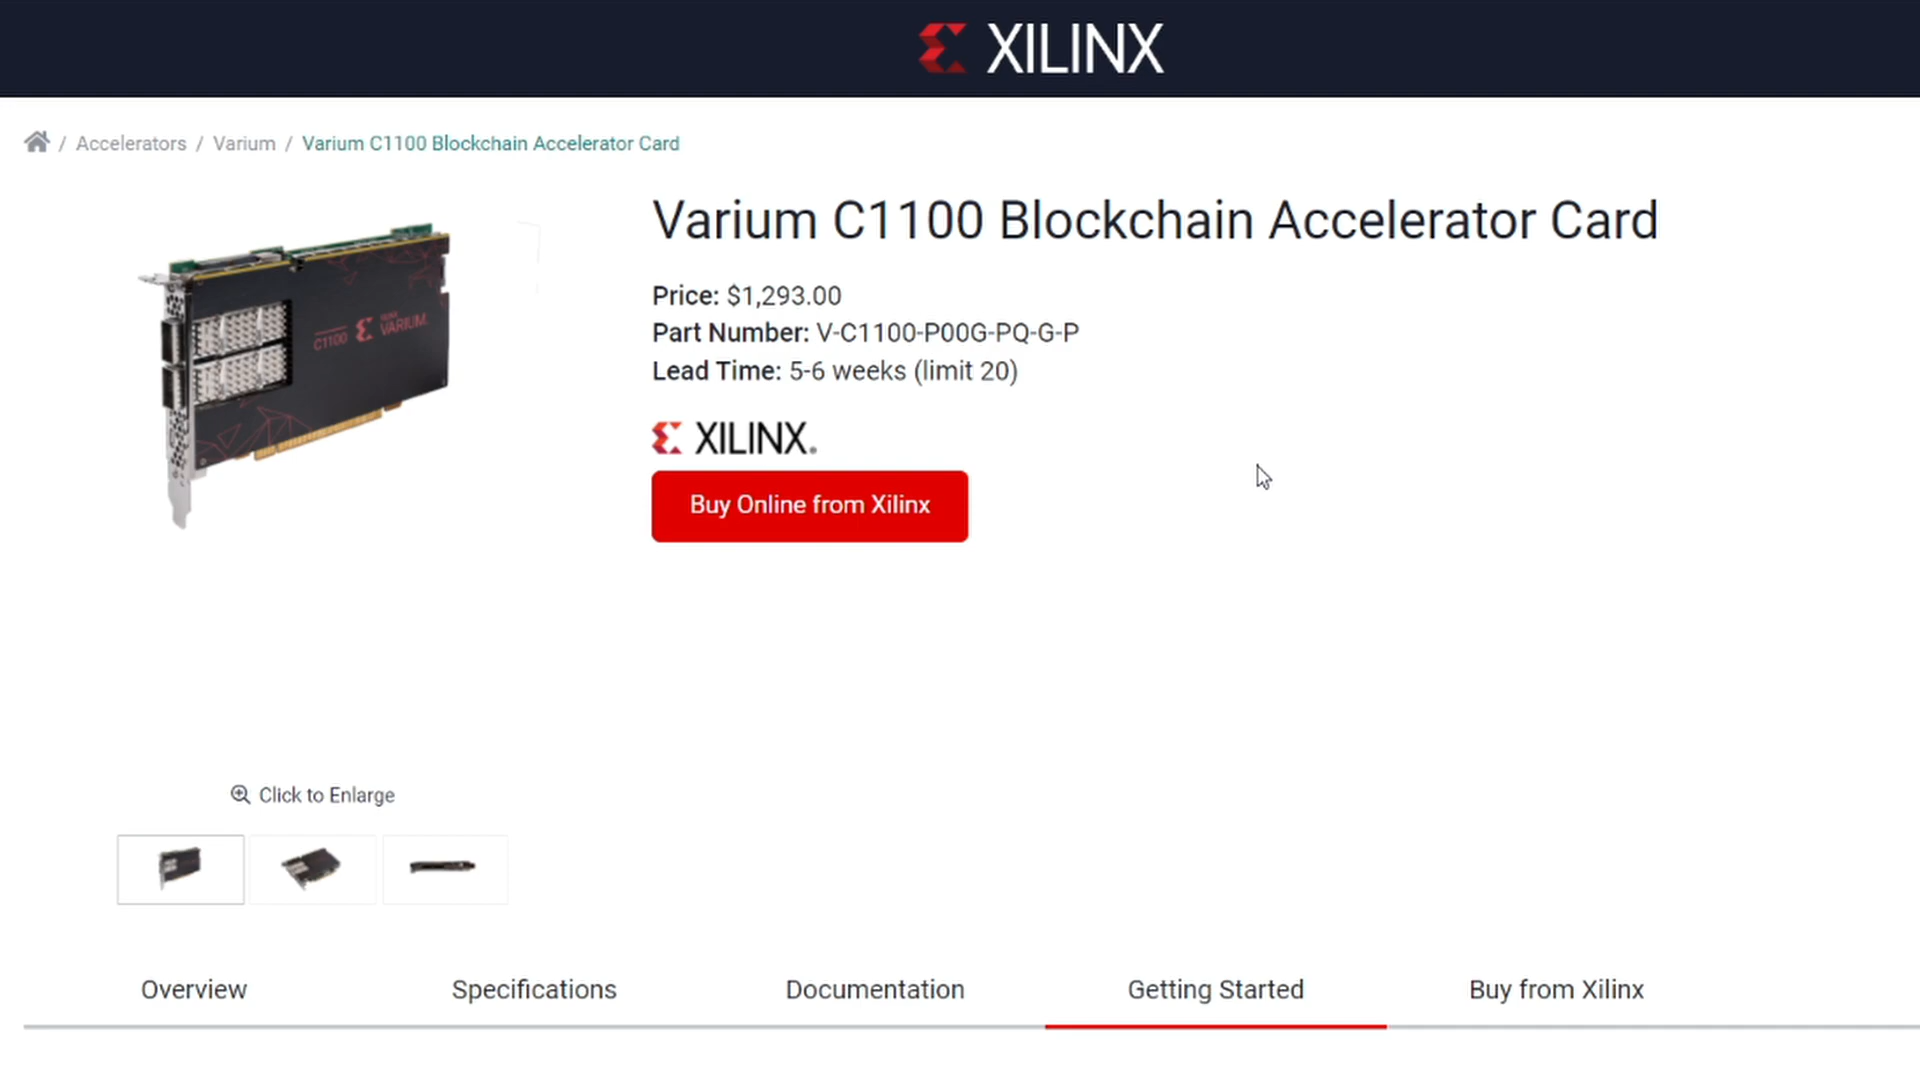 XILINX
/ Accelerators / Varium / Varium C1100 Blockchain Accelerator Card
Varium C1100 Blockchain Accelerator Card
Price: $1,293.00
Part Number: V-C1100-P00G-PQ-G-P
Lead Time: 5-6 weeks (limit 20)
XILINX.
Buy Online from Xilinx
C1100 VARIUM
Click to Enlarge
Overview
Specifications
Documentation
Getting Started
Buy from Xilinx